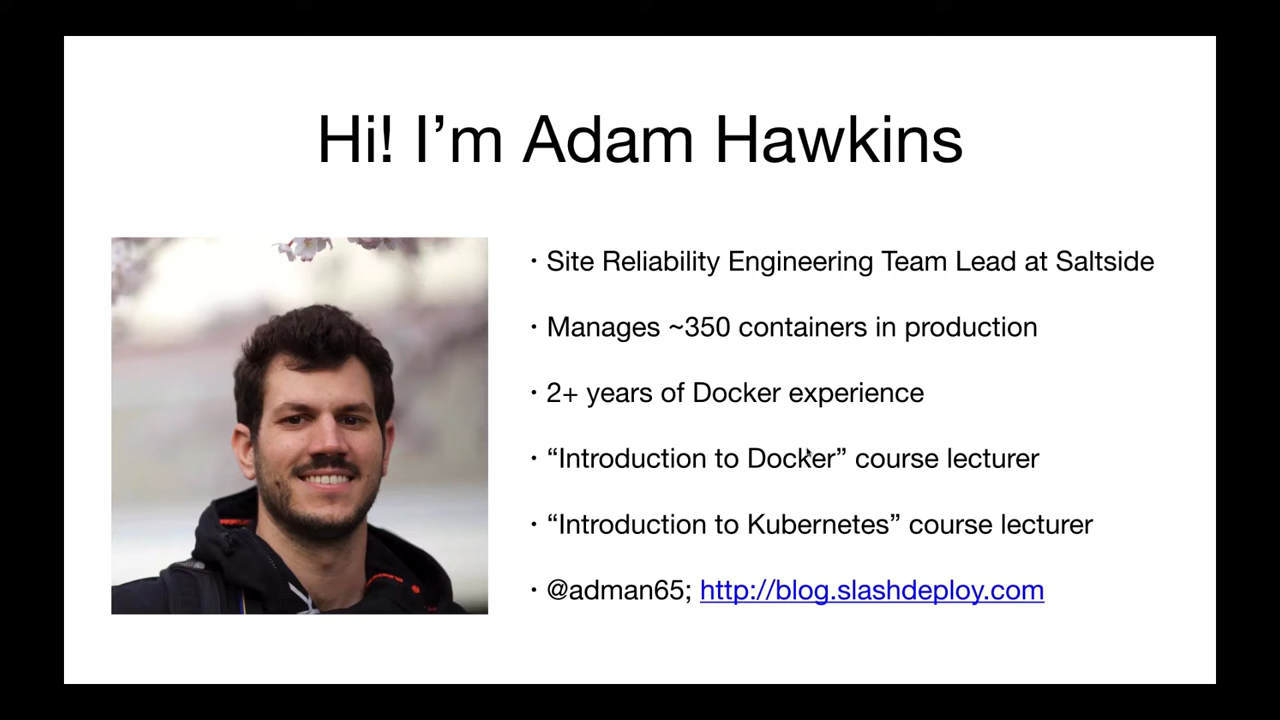 Hi! I’m Adam Hawkins
· Site Reliability Engineering Team Lead at Saltside
· Manages ~350 containers in production
· 2+ years of Docker experience
· “Introduction to Docker” course lecturer
· “Introduction to Kubernetes” course lecturer
· @adman65; http://blog.slashdeploy.com